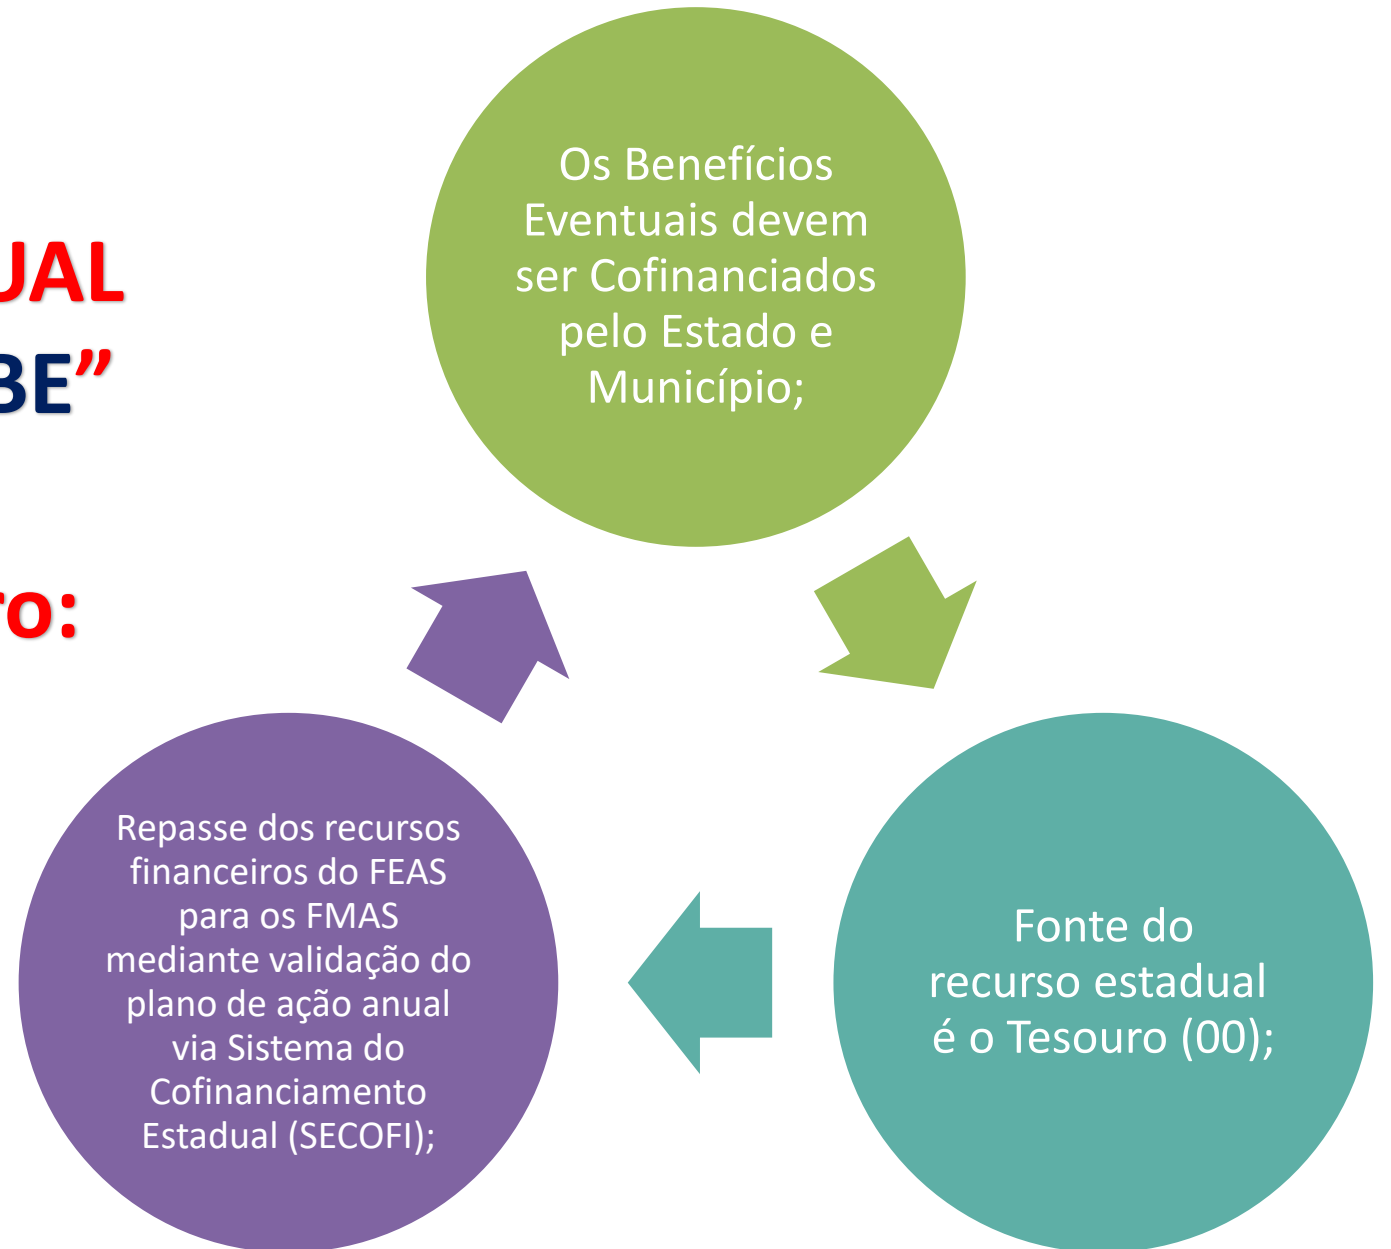 UAL
BE”
ro:
Os Benefícios
Eventuais devem
ser Cofinanciados
pelo Estado e
Município;
Fonte do
recurso estadual
é o Tesouro (00);
Repasse dos recursos
financeiros do FEAS
para os FMAS
mediante validação do
plano de ação anual
via Sistema do
Cofinanciamento
Estadual (SECOFI);